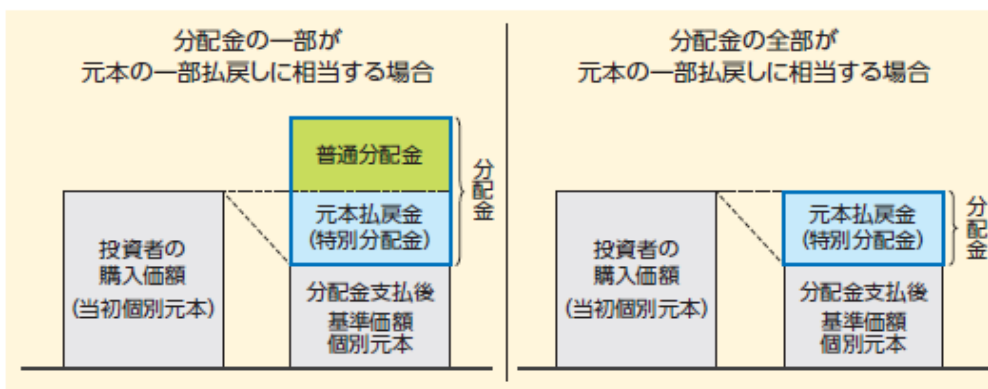 分配金の一部が
元本の一部払戻しに相当する場合
普通分配金
元本払戻金
(特別分配金)
分配金
投資者の
購入価額
(当初個別元本)
分配金支払後
基準価額
個別元本
分配金の全部が
元本の一部払戻しに相当する場合
元本払戻金
(特別分配金)
分配金
投資者の
購入価額
(当初個別元本)
分配金支払後
基準価額
個別元本